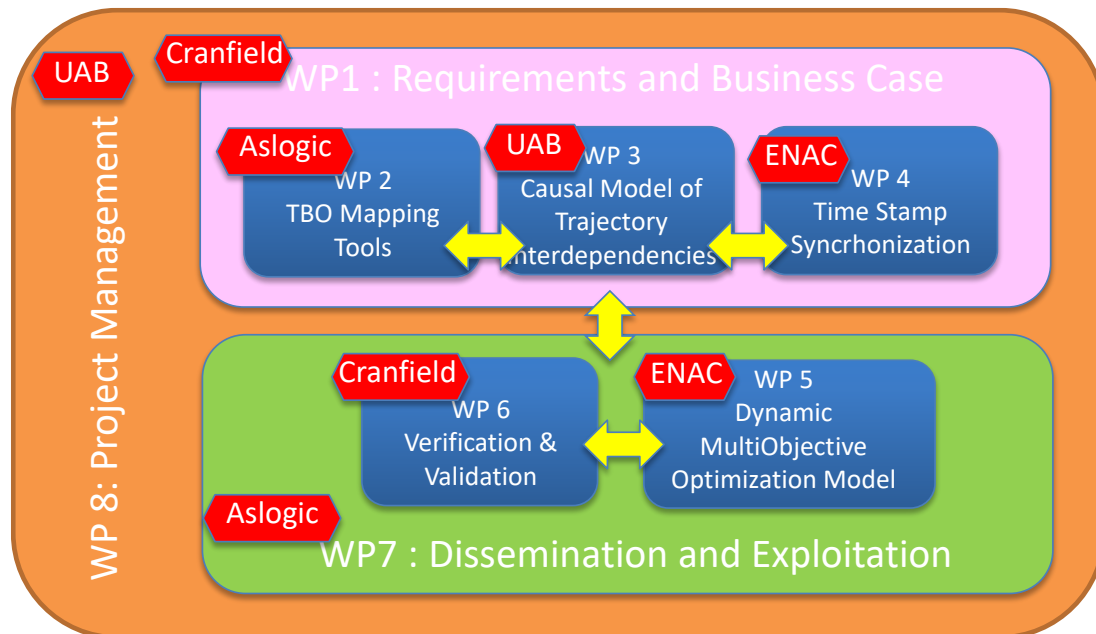 UAB
WP 8: Project Management
Cranfield
WP1 : Requirements and Business Case
Aslogic
WP 2
TBO Mapping
Tools
UAB
WP 3
Causal Model of
Trajectory
Interdependencies
ENAC
WP 4
Time Stamp
Syncrhonization
Cranfield
WP 6
Verification &
Validation
ENAC
WP 5
Dynamic
MultiObjective
Optimization Model
Aslogic
WP7 : Dissemination and Exploitation